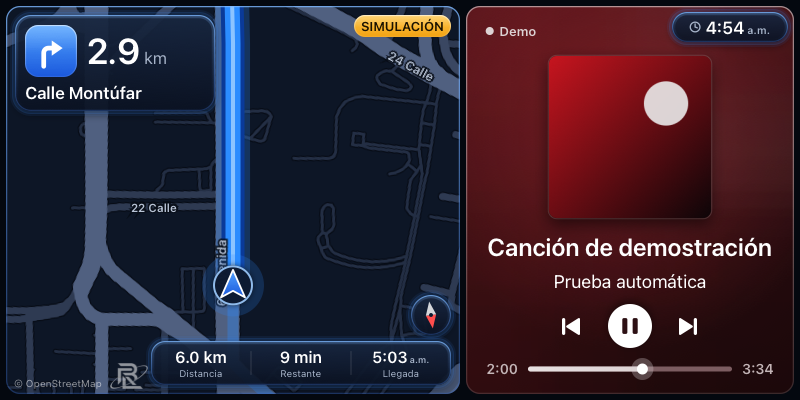 2.9 km
Calle Montúfar
SIMULACIÓN
24 Calle
22 Calle
enida
6.0 km
Distancia
9 min
Restante
5:03 a.m.
Llegada
© OpenStreetMap
Demo
4:54 a.m.
Canción de demostración
Prueba automática
2:00
3:34